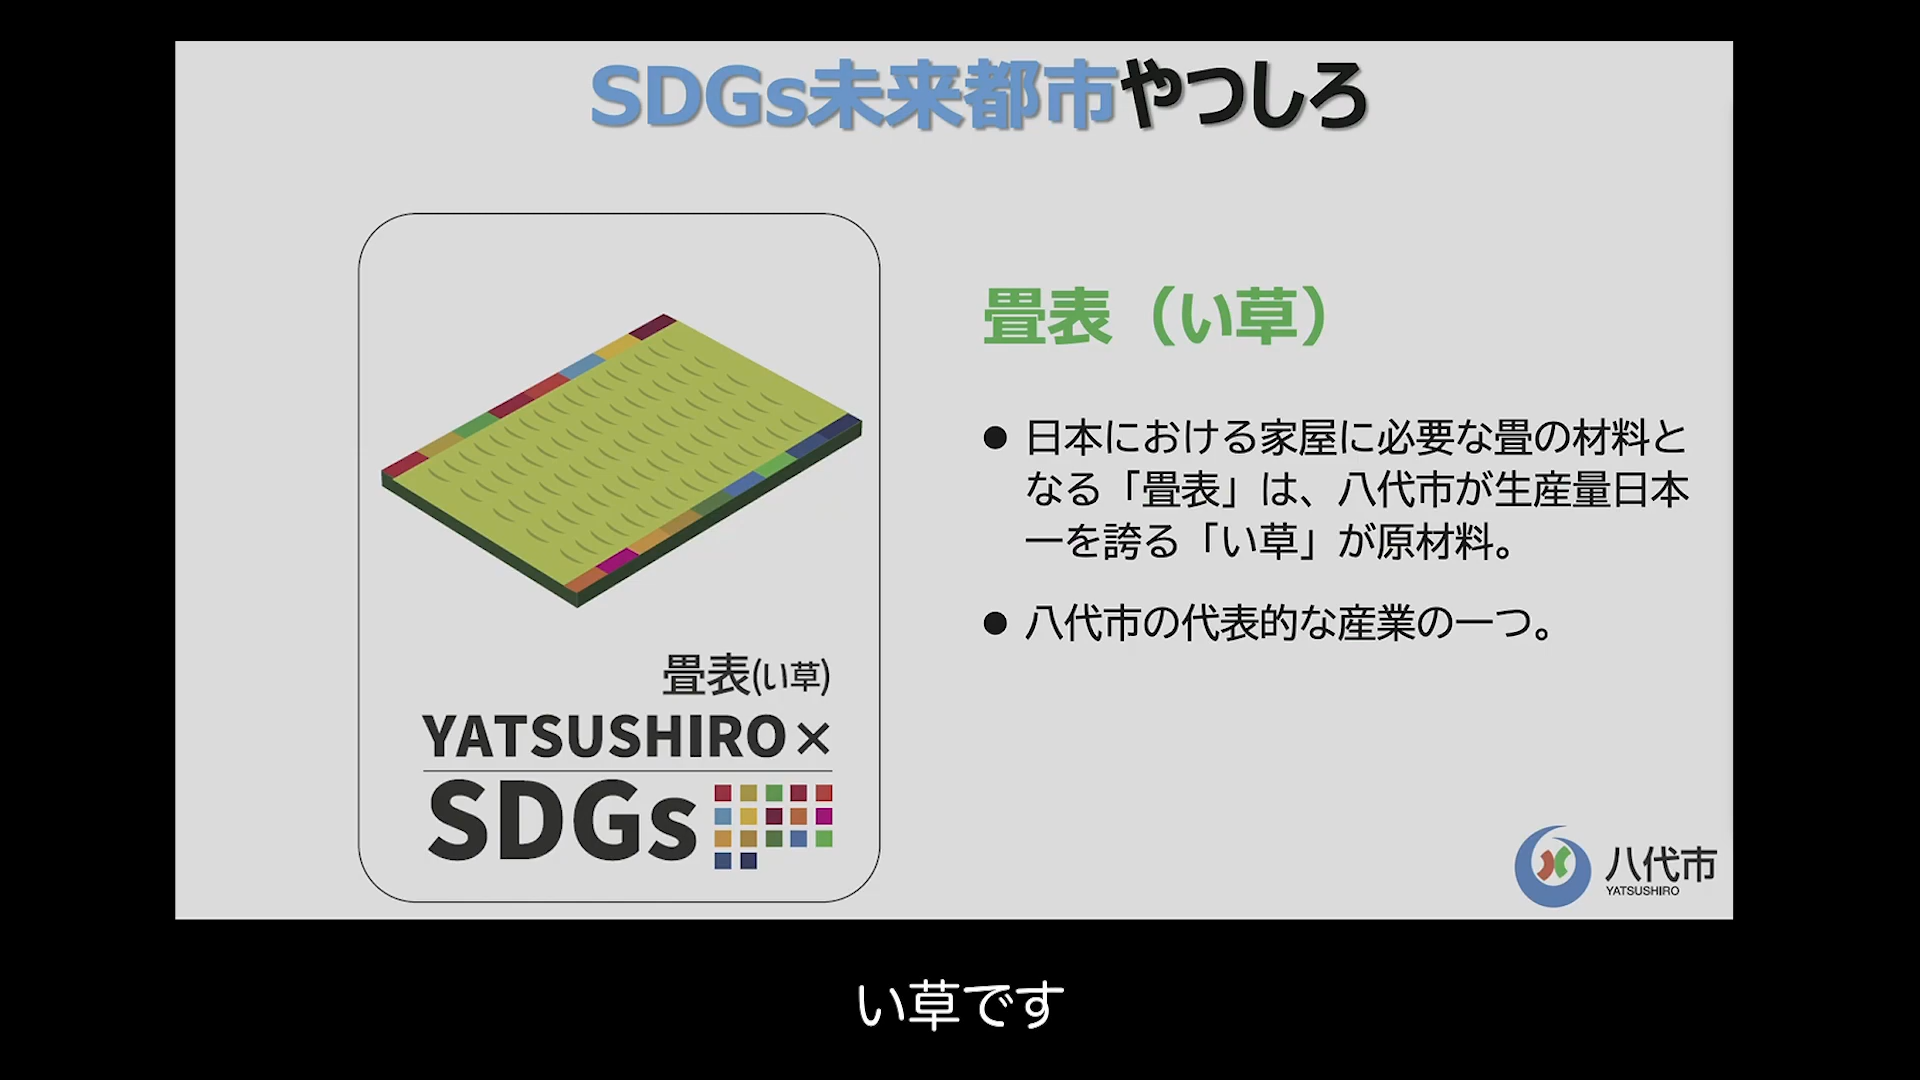 SDGs未来都市やつしろ
畳表（い草）
日本における家屋に必要な畳の材料と
なる「畳表」は、八代市が生産量日本
一を誇る「い草」が原材料。
八代市の代表的な産業の一つ。
畳表(い草)
YATSUSHIRO×
SDGs
八代市
YATSUSHIRO
い草です